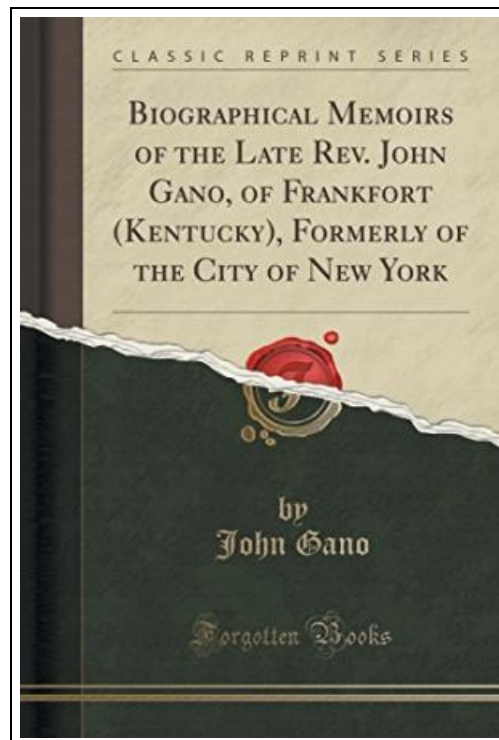 CLASSIC REPRINT SERIES
BIOGRAPHICAL MEMOIRS
OF THE LATE REV. JOHN
GANO, OF FRANKFORT
(KENTUCKY), FORMERLY OF
THE CITY OF NEW YORK
by
John Gano
Forgotten Books